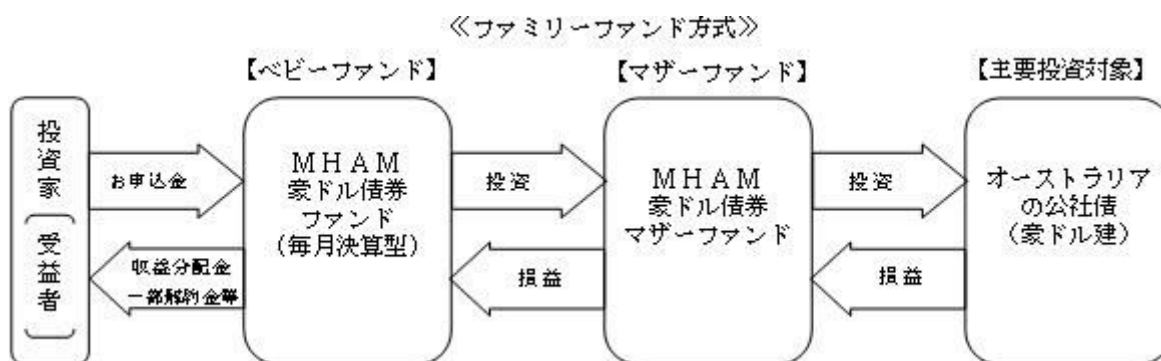 ≪ファミリーファンド方式≫
【ベビーファンド】
【マザーファンド】
【主要投資対象】
投資家
(受益者)
お申込金
収益分配金
一部解約金等
ＭＨＡＭ
豪ドル債券
ファンド
(毎月決算型)
投資
損益
ＭＨＡＭ
豪ドル債券
マザーファンド
投資
損益
オーストラリア
の公社債
(豪ドル建)